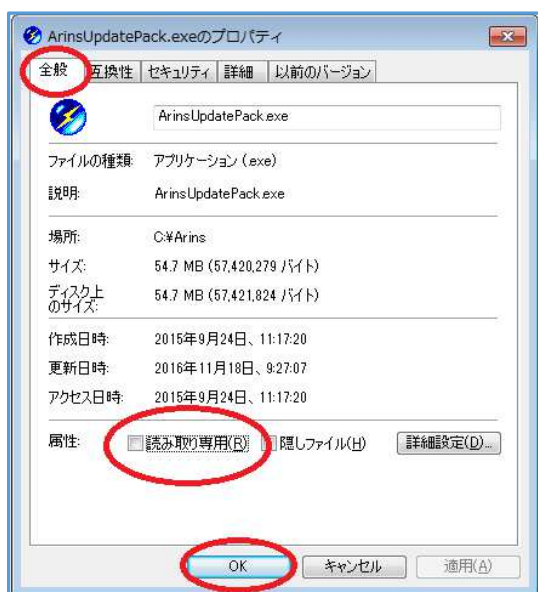 ArinsUpdatePack.exeのプロパティ
全般 互換性 セキュリティ 詳細 以前のバージョン
ArinsUpdatePack.exe
ファイルの種類: アプリケーション (.exe)
説明: ArinsUpdatePack.exe
場所: C:¥Arins
サイズ: 54.7 MB (57,420,279 バイト)
ディスク上
のサイズ: 54.7 MB (57,421,824 バイト)
作成日時: 2015年9月24日、11:17:20
更新日時: 2016年11月18日、9:27:07
アクセス日時: 2015年9月24日、11:17:20
属性: 読み取り専用(R) 隠しファイル(H) 詳細設定(D)...
OK キャンセル 適用(A)